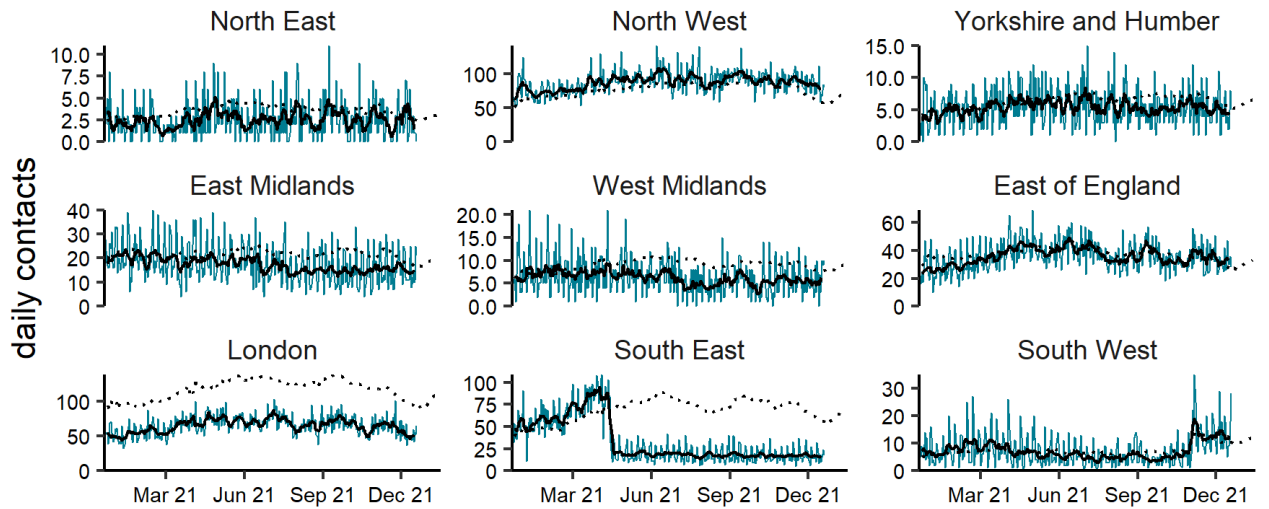 North East
North West
Yorkshire and Humber
10.0
7.5
5.0
2.5
0.0
100
50
0
15.0
10.0
5.0
0.0
East Midlands
West Midlands
East of England
40
30
20
10
0
20.0
15.0
10.0
5.0
0.0
60
40
20
0
London
South East
South West
100
50
0
100
75
50
25
0
30
20
10
0
Mar 21 Jun 21 Sep 21 Dec 21
Mar 21 Jun 21 Sep 21 Dec 21
Mar 21 Jun 21 Sep 21 Dec 21
daily contacts